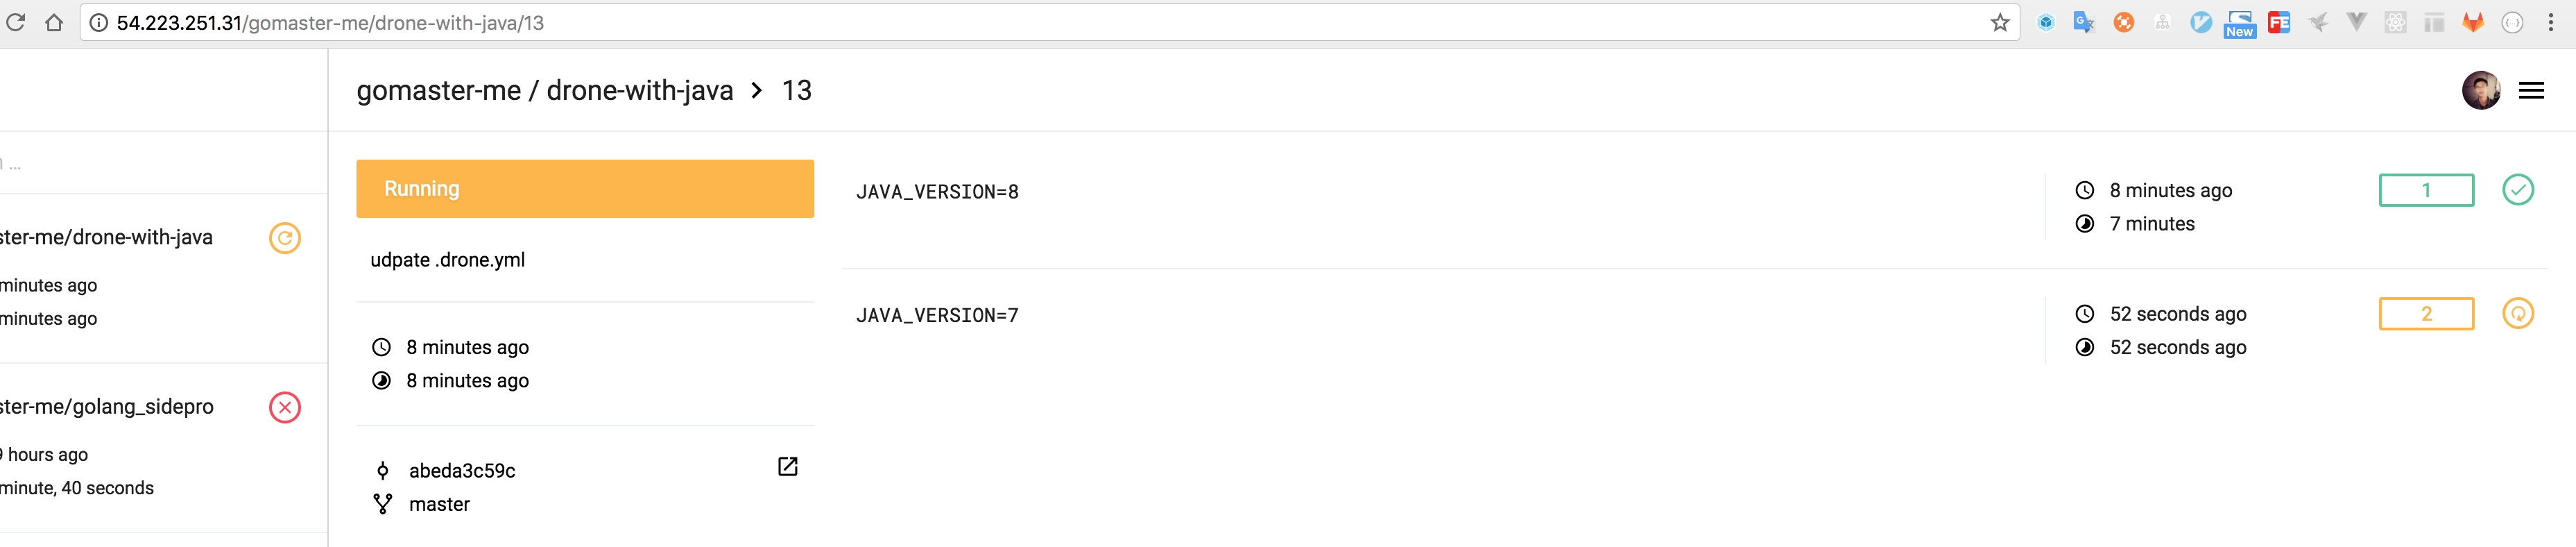 54.223.251.31/gomaster-me/drone-with-java/13
New
FE
gomaster-me / drone-with-java > 13
...
ster-me/drone-with-java
minutes ago
minutes ago
ster-me/golang_sidepro
9 hours ago
minute, 40 seconds
Running
udpate .drone.yml
8 minutes ago
8 minutes ago
abeda3c59c
master
JAVA_VERSION=8
8 minutes ago
7 minutes
1
JAVA_VERSION=7
52 seconds ago
52 seconds ago
2